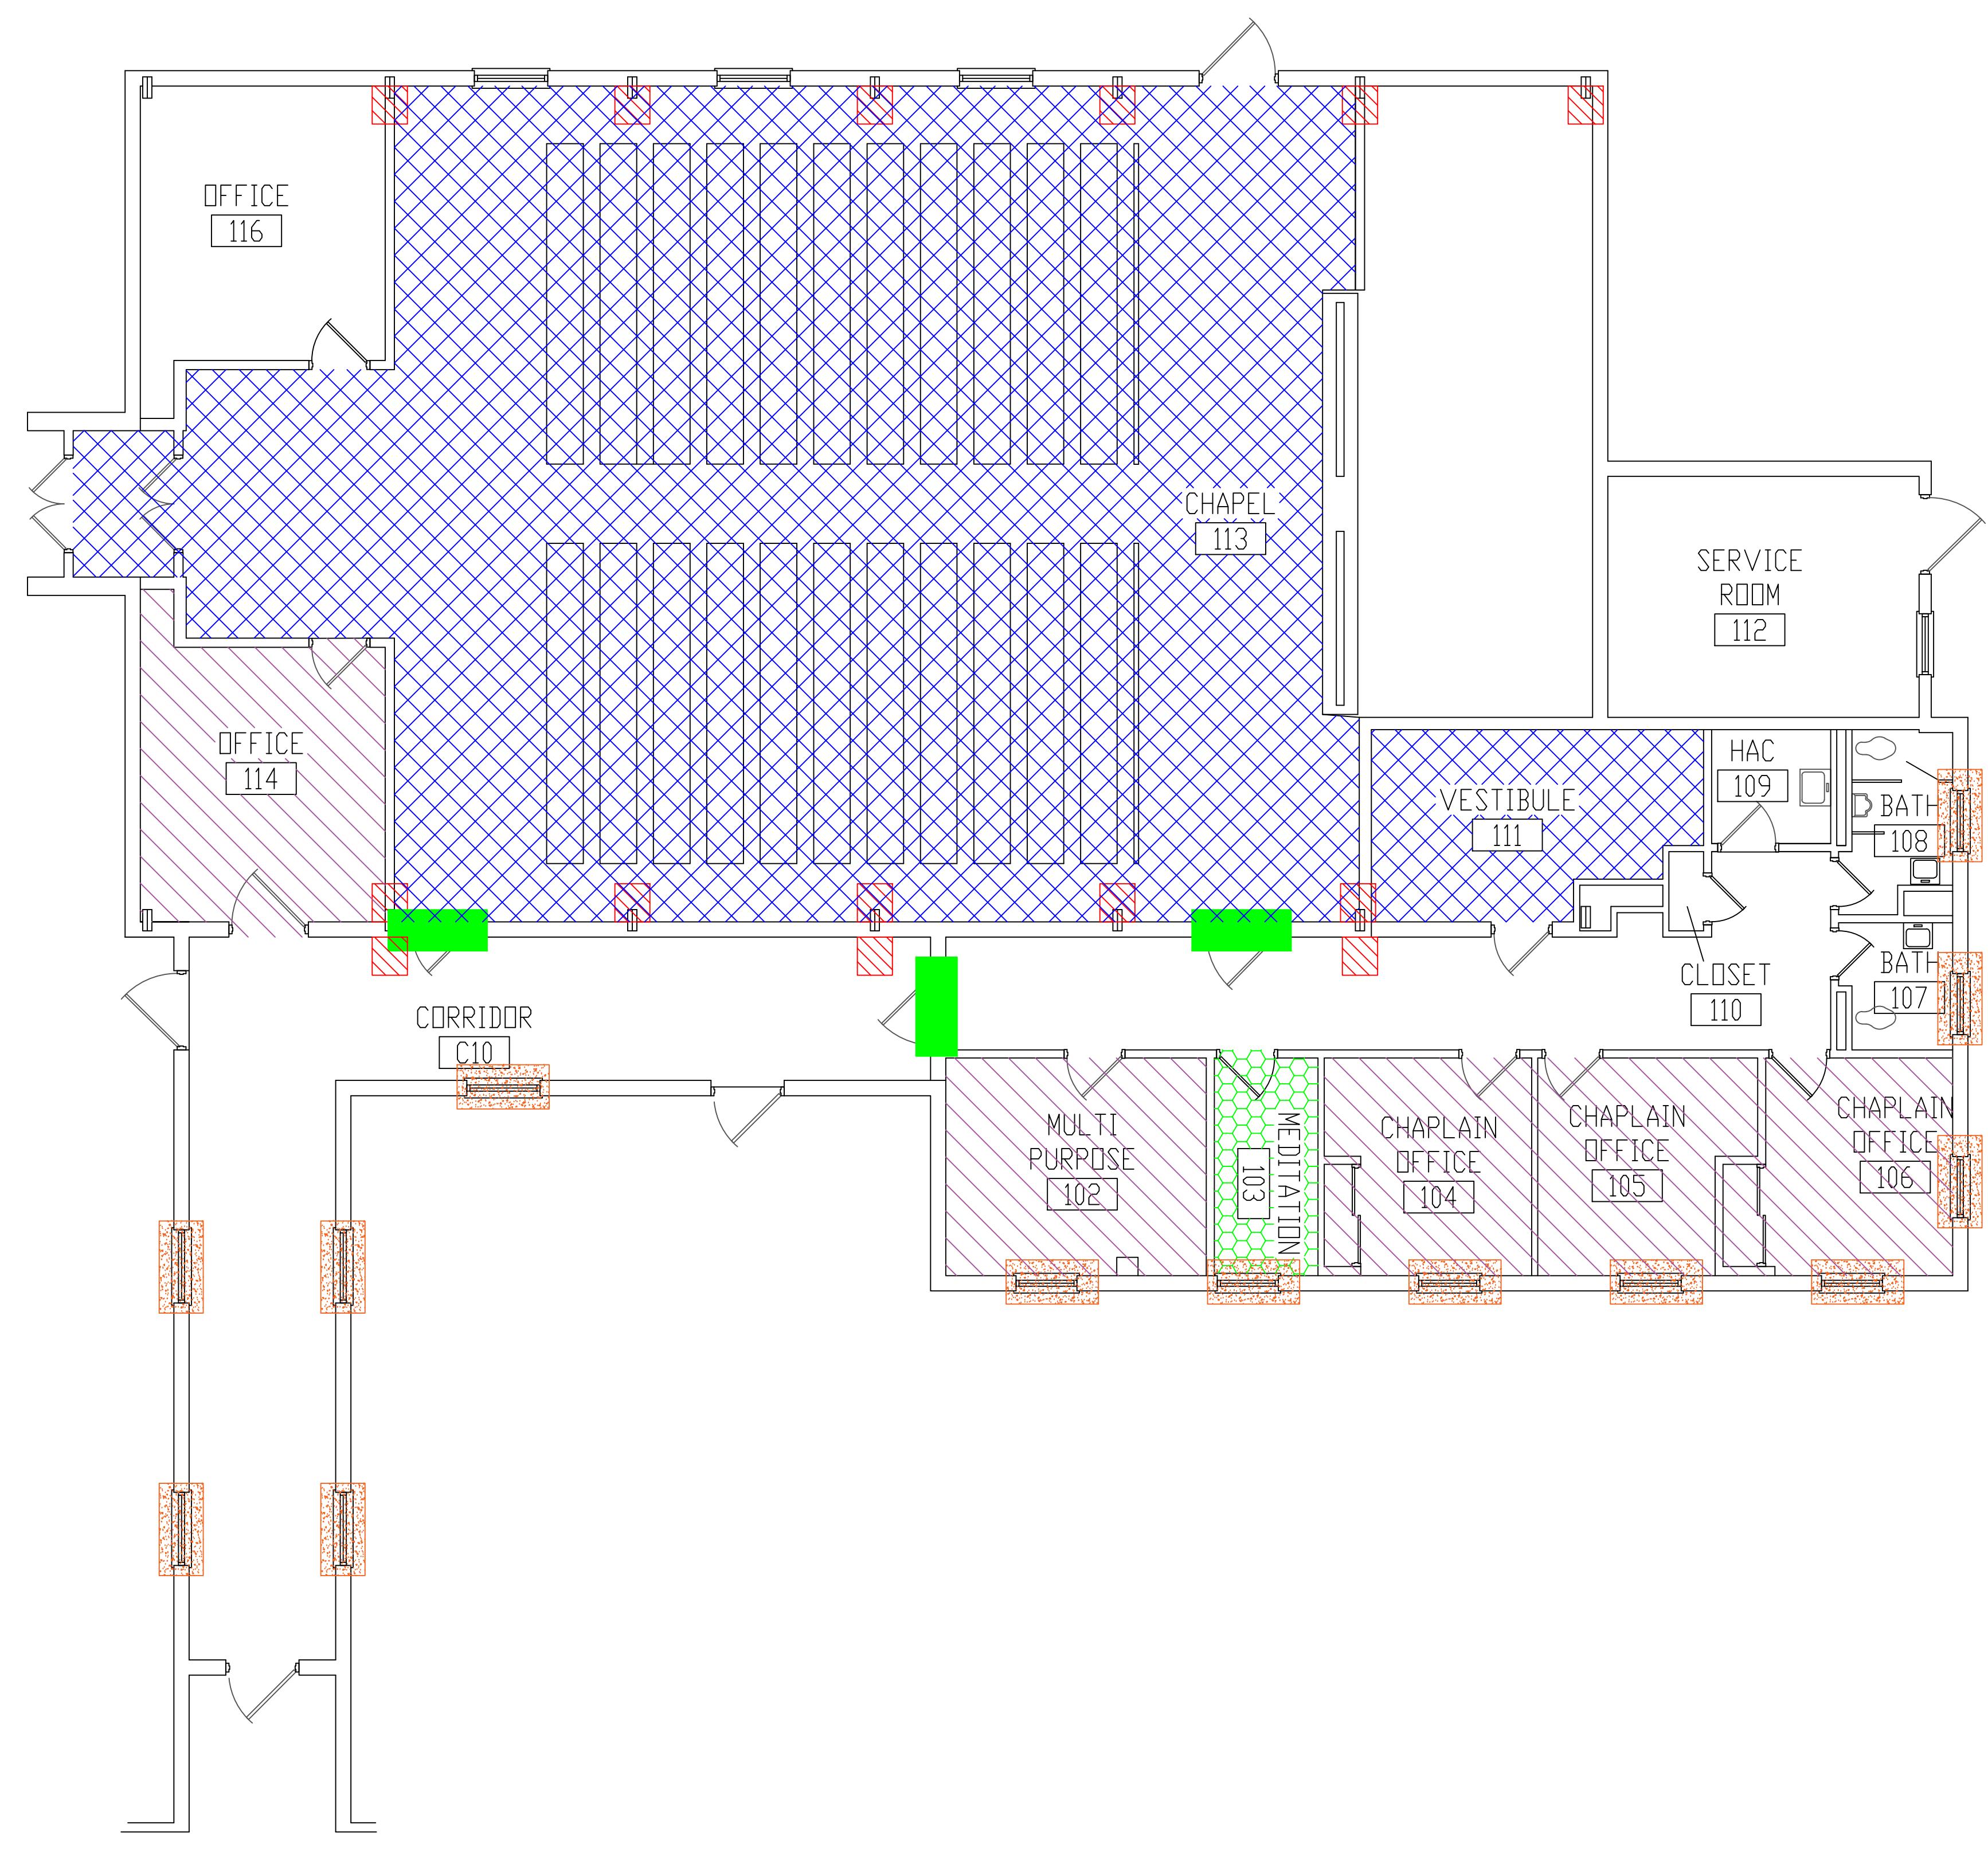 OFFICE
116
CHAPEL
113
SERVICE
ROOM
112
OFFICE
114
HAC
109
VESTIBULE
111
BATH
108
CLOSET
110
BATH
107
CORRIDOR
C10
MULTI
PURPOSE
102
MEDITATION
103
CHAPLAIN
OFFICE
104
CHAPLAIN
OFFICE
105
CHAPLAIN
OFFICE
106